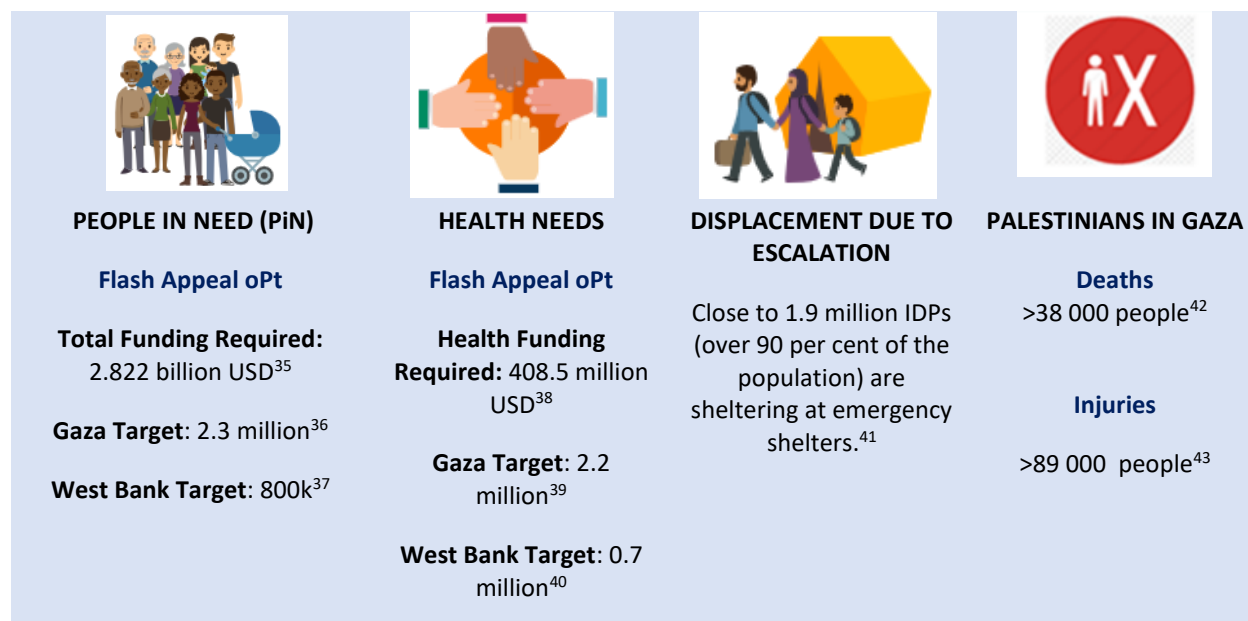 PEOPLE IN NEED (PiN)
Flash Appeal oPt
Total Funding Required:
2.822 billion USD35
Gaza Target: 2.3 million36
West Bank Target: 800k37
HEALTH NEEDS
Flash Appeal oPt
Health Funding
Required: 408.5 million
USD38
Gaza Target: 2.2
million39
West Bank Target: 0.7
million40
DISPLACEMENT DUE TO
ESCALATION
Close to 1.9 million IDPs
(over 90 per cent of the
population) are
sheltering at emergency
shelters.41
X
PALESTINIANS IN GAZA
Deaths
>38 000 people42
Injuries
>89 000  people43